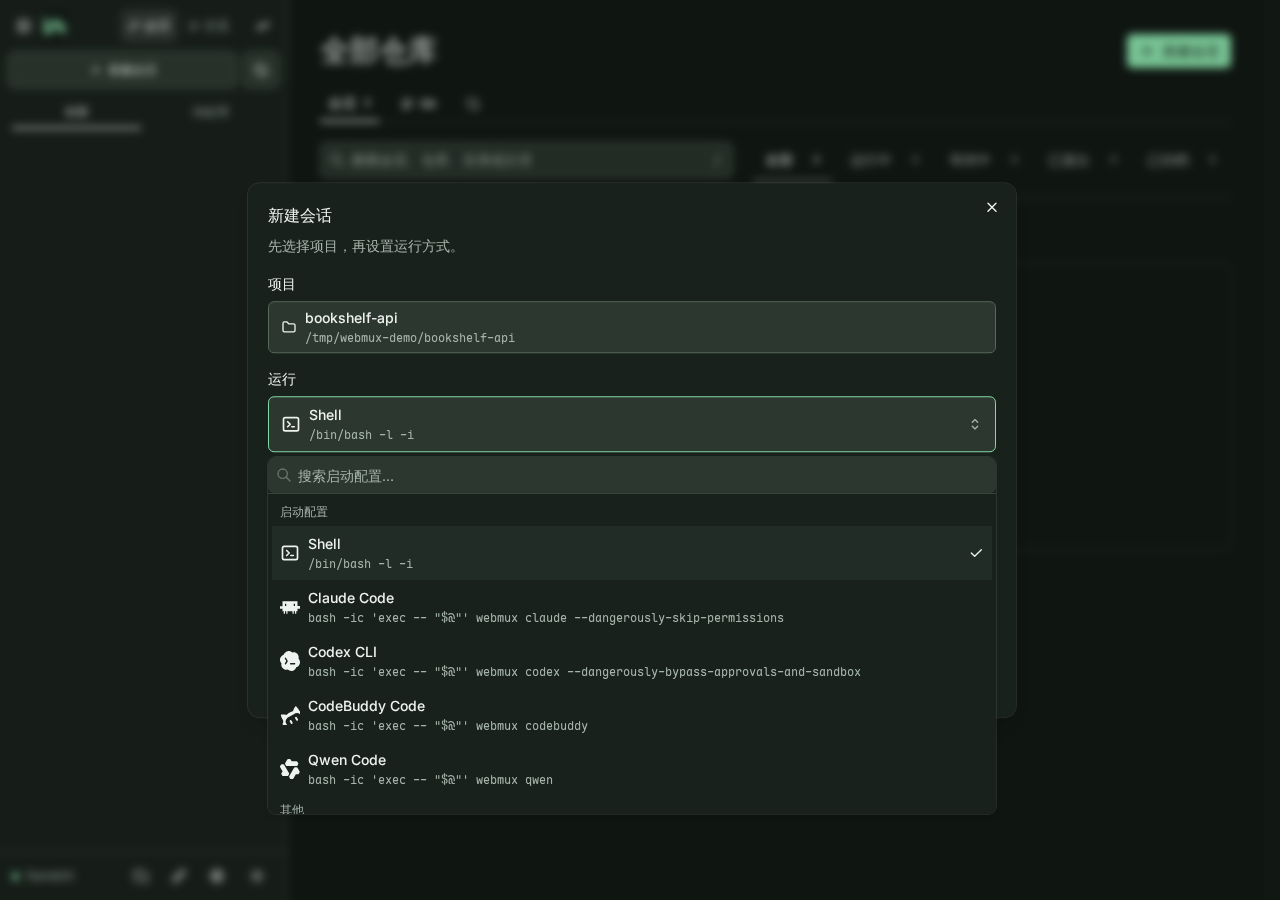 全部仓库
新建会话
先选择项目，再设置运行方式。
项目
bookshelf-api
/tmp/webmux-demo/bookshelf-api
运行
Shell
/bin/bash -l -i
搜索启动配置...
启动配置
Shell
/bin/bash -l -i
Claude Code
bash -ic 'exec -- "$@"' webmux claude --dangerously-skip-permissions
Codex CLI
bash -ic 'exec -- "$@"' webmux codex --dangerously-bypass-approvals-and-sandbox
CodeBuddy Code
bash -ic 'exec -- "$@"' webmux codebuddy
Qwen Code
bash -ic 'exec -- "$@"' webmux qwen
其他